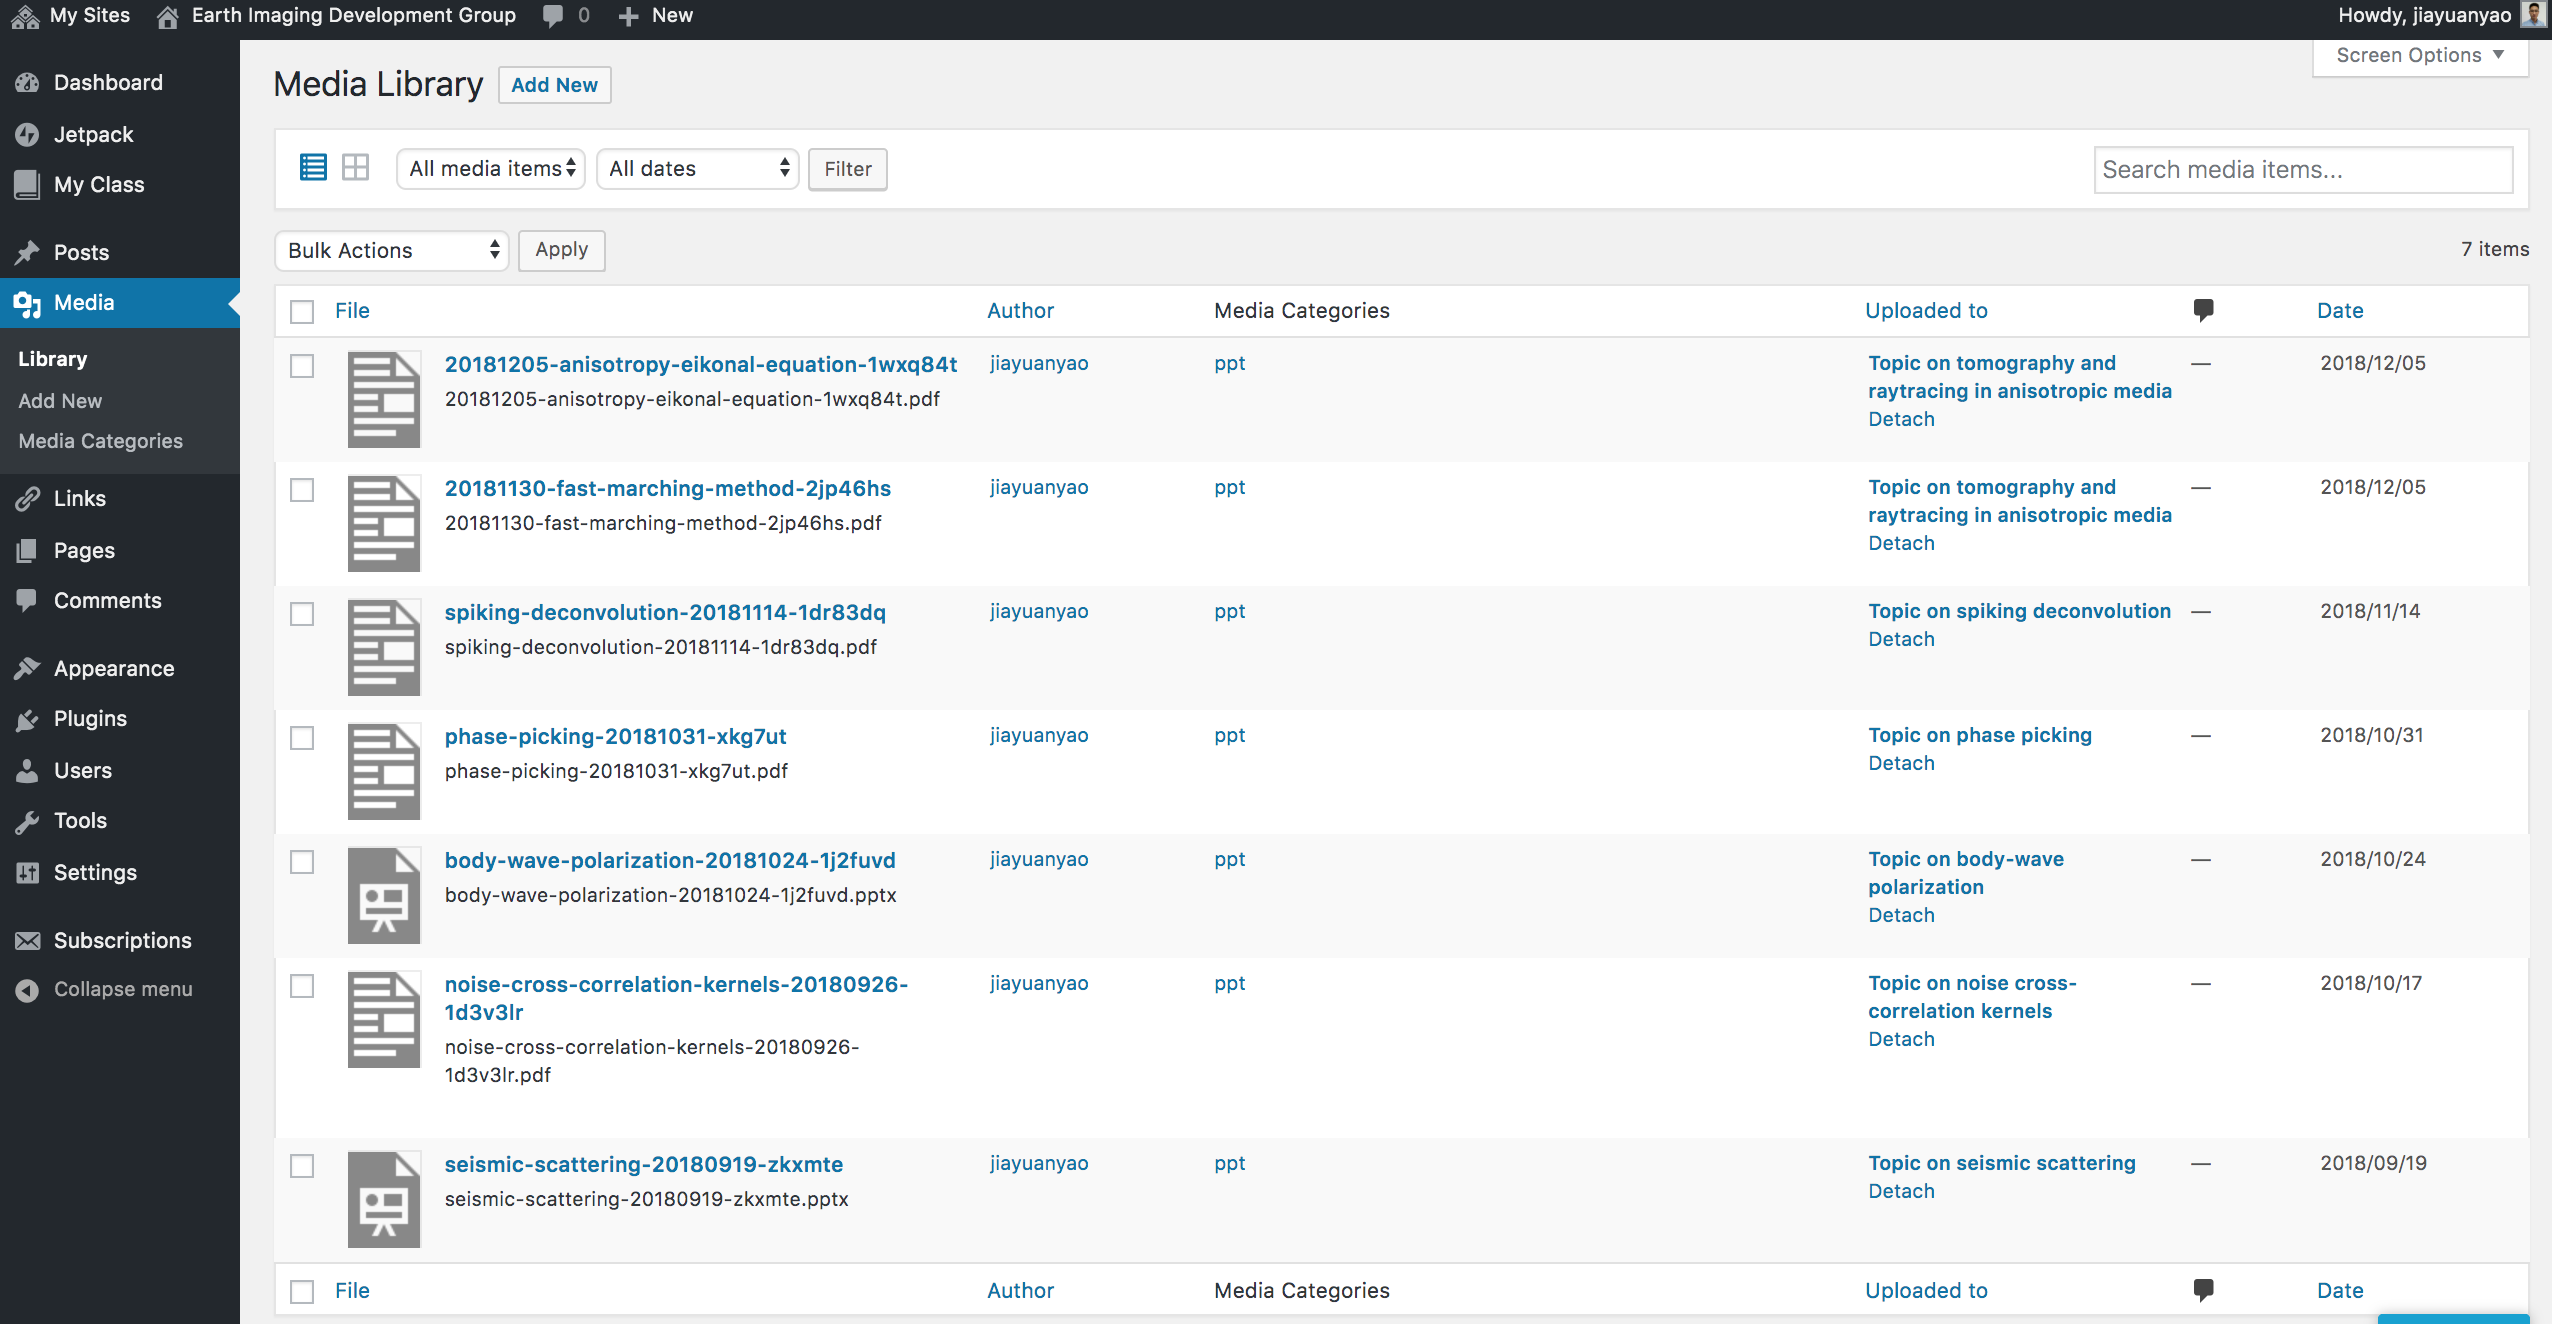 My Sites Earth Imaging Development Group 0 New Howdy, jiayuanyao
Screen Options
Dashboard
Jetpack
My Class
Posts
Media
Library
Add New
Media Categories
Links
Pages
Comments
Appearance
Plugins
Users
Tools
Settings
Subscriptions
Collapse menu
Media Library Add New
All media items All dates Filter Search media items...
Bulk Actions Apply 7 items
File Author Media Categories Uploaded to Date
20181205-anisotropy-eikonal-equation-1wxq84t jiayuanyao ppt Topic on tomography and — 2018/12/05
20181205-anisotropy-eikonal-equation-1wxq84t.pdf raytracing in anisotropic media
Detach
20181130-fast-marching-method-2jp46hs jiayuanyao ppt Topic on tomography and — 2018/12/05
20181130-fast-marching-method-2jp46hs.pdf raytracing in anisotropic media
Detach
spiking-deconvolution-20181114-1dr83dq jiayuanyao ppt Topic on spiking deconvolution — 2018/11/14
spiking-deconvolution-20181114-1dr83dq.pdf Detach
phase-picking-20181031-xkg7ut jiayuanyao ppt Topic on phase picking — 2018/10/31
phase-picking-20181031-xkg7ut.pdf Detach
body-wave-polarization-20181024-1j2fuvd jiayuanyao ppt Topic on body-wave — 2018/10/24
body-wave-polarization-20181024-1j2fuvd.pptx polarization
Detach
noise-cross-correlation-kernels-20180926- jiayuanyao ppt Topic on noise cross- — 2018/10/17
1d3v3lr correlation kernels
noise-cross-correlation-kernels-20180926- Detach
1d3v3lr.pdf
seismic-scattering-20180919-zkxmte jiayuanyao ppt Topic on seismic scattering — 2018/09/19
seismic-scattering-20180919-zkxmte.pptx Detach
File Author Media Categories Uploaded to Date